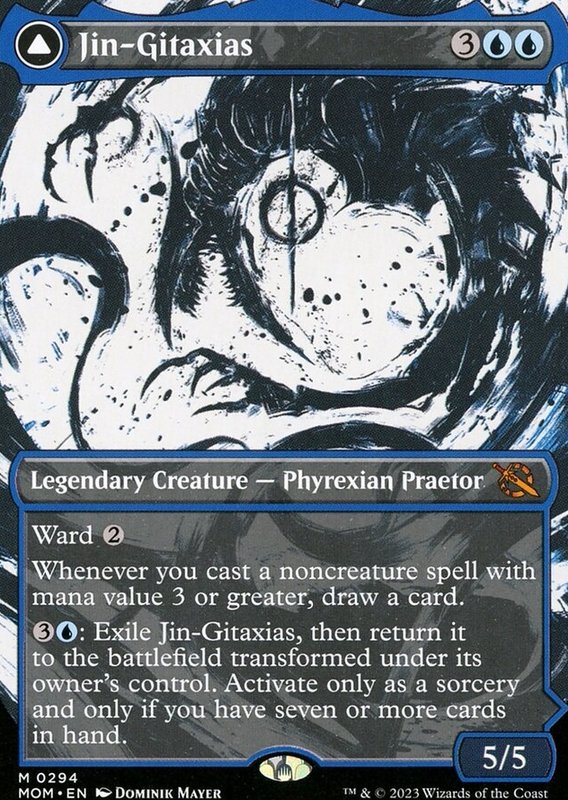 Jin-Gitaxias 3
Legendary Creature — Phyrexian Praetor
Ward 2
Whenever you cast a noncreature spell with
mana value 3 or greater, draw a card.
3: Exile Jin-Gitaxias, then return it
to the battlefield transformed under its
owner's control. Activate only as a sorcery
and only if you have seven or more cards
in hand.
5/5
M 0294
MOM • EN DOMINIK MAYER
™ & © 2023 Wizards of the Coast